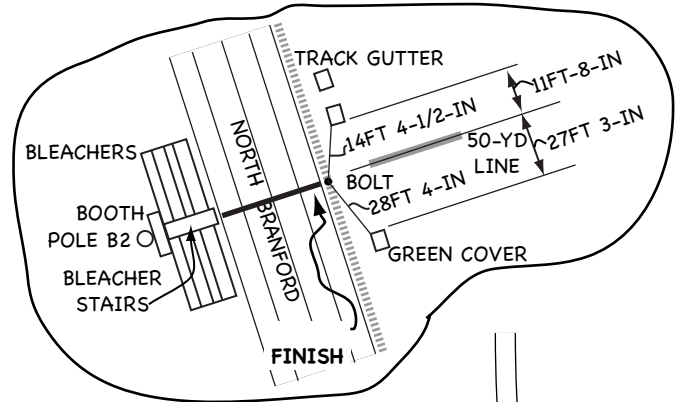 TRACK GUTTER
11FT-8-IN
14FT 4-1/2-IN
27FT 3-IN
50-YD
LINE
BLEACHERS
NORTH
BRANFORD
BOLT
28FT 4-IN
BOOTH
POLE B2
GREEN COVER
BLEACHER
STAIRS
FINISH